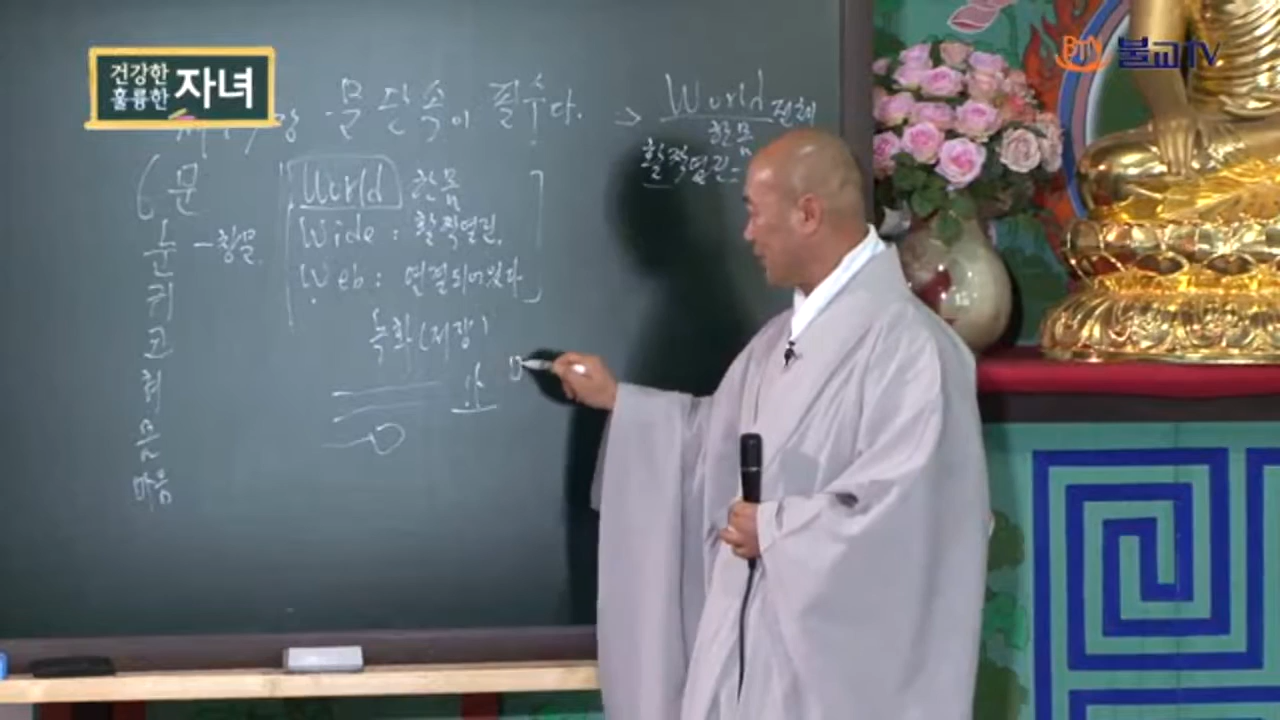 건강한
훌륭한 자녀
BTN 불교TV
문단속이 필수다. → World 전체
한몸
활짝열린
6문
World 한몸
눈 - 창문
Wide : 활짝열린.
귀
Web : 연결되어있다
코
녹화(저장)
혀
몸
마음